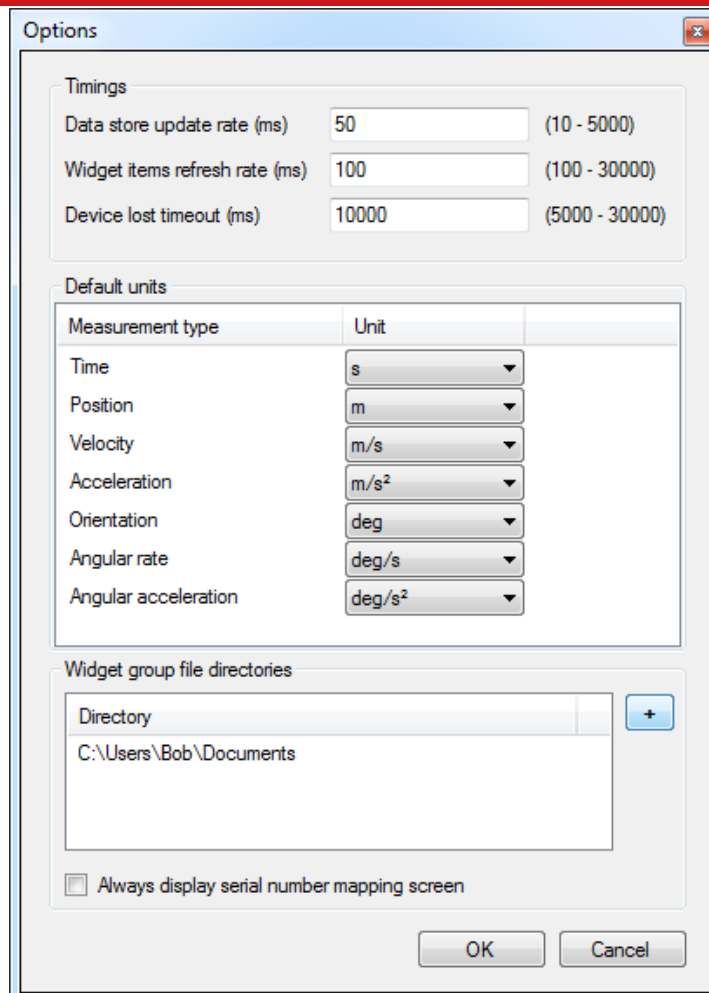 Options
Timings
Data store update rate (ms) 50 (10 - 5000)
Widget items refresh rate (ms) 100 (100 - 30000)
Device lost timeout (ms) 10000 (5000 - 30000)
Default units
Measurement type Unit
Time s
Position m
Velocity m/s
Acceleration m/s²
Orientation deg
Angular rate deg/s
Angular acceleration deg/s²
Widget group file directories
Directory +
C:\Users\Bob\Documents
Always display serial number mapping screen
OK Cancel